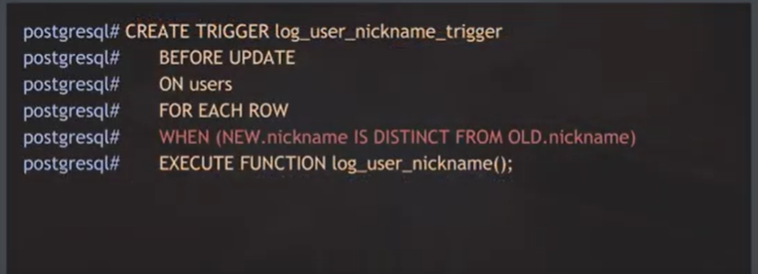 postgresql# CREATE TRIGGER log_user_nickname_trigger
postgresql# BEFORE UPDATE
postgresql# ON users
postgresql# FOR EACH ROW
postgresql# WHEN (NEW.nickname IS DISTINCT FROM OLD.nickname)
postgresql# EXECUTE FUNCTION log_user_nickname();